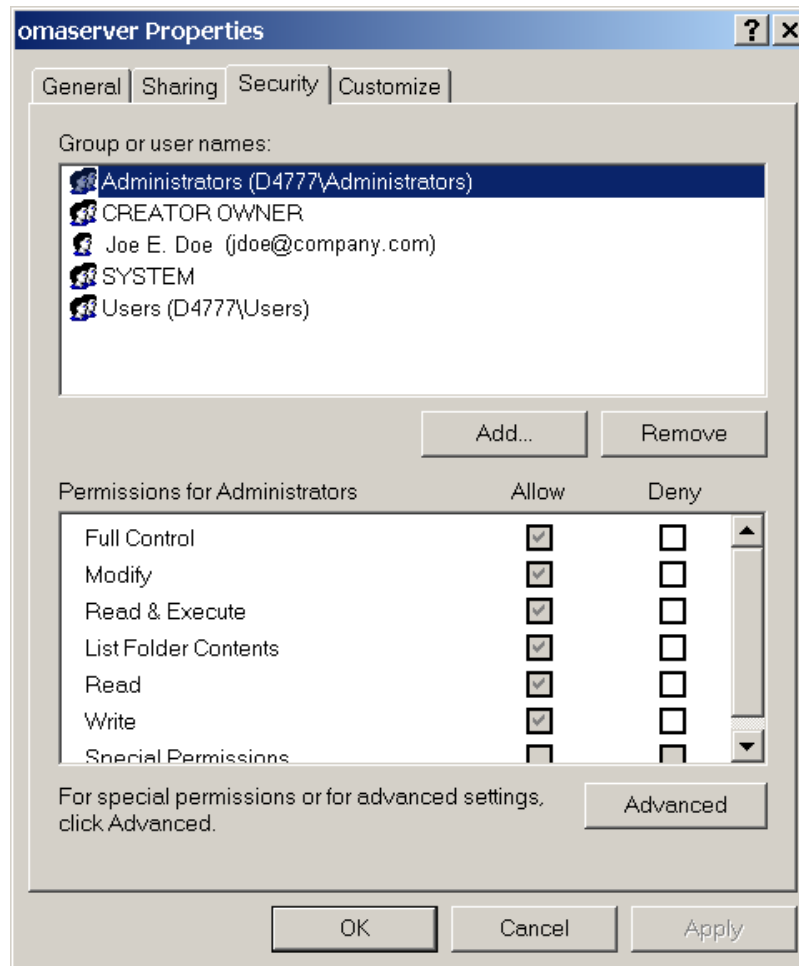 omaserver Properties
General Sharing Security Customize
Group or user names:
Administrators (D4777\Administrators)
CREATOR OWNER
Joe E. Doe (jdoe@company.com)
SYSTEM
Users (D4777\Users)
Add... Remove
Permissions for Administrators Allow Deny
Full Control
Modify
Read & Execute
List Folder Contents
Read
Write
Special Permissions
For special permissions or for advanced settings,
click Advanced.
Advanced
OK Cancel Apply